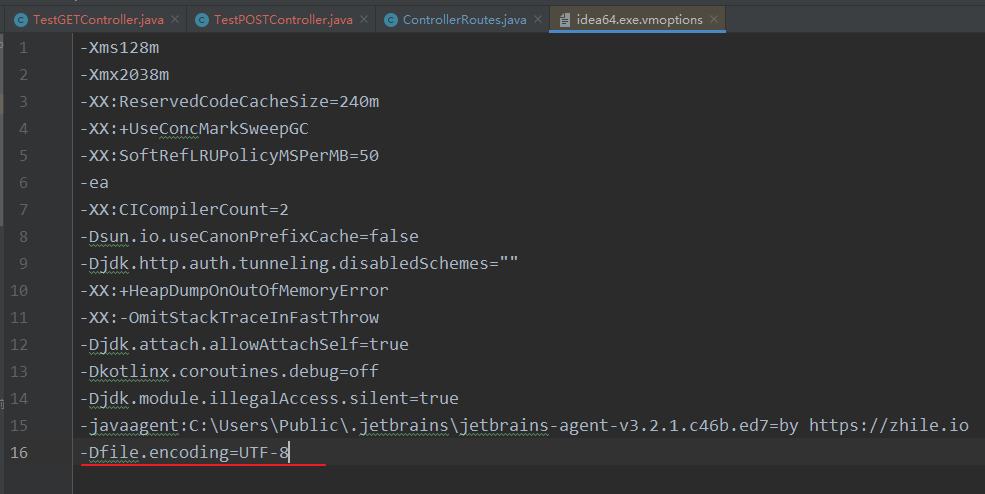 TestGETController.java
TestPOSTController.java
ControllerRoutes.java
idea64.exe.vmoptions
1 -Xms128m
2 -Xmx2038m
3 -XX:ReservedCodeCacheSize=240m
4 -XX:+UseConcMarkSweepGC
5 -XX:SoftRefLRUPolicyMSPerMB=50
6 -ea
7 -XX:CICompilerCount=2
8 -Dsun.io.useCanonPrefixCache=false
9 -Djdk.http.auth.tunneling.disabledSchemes=""
10 -XX:+HeapDumpOnOutOfMemoryError
11 -XX:-OmitStackTraceInFastThrow
12 -Djdk.attach.allowAttachSelf=true
13 -Dkotlinx.coroutines.debug=off
14 -Djdk.module.illegalAccess.silent=true
15 -javaagent:C:\Users\Public\.jetbrains\jetbrains-agent-v3.2.1.c46b.ed7=by https://zhile.io
16 -Dfile.encoding=UTF-8